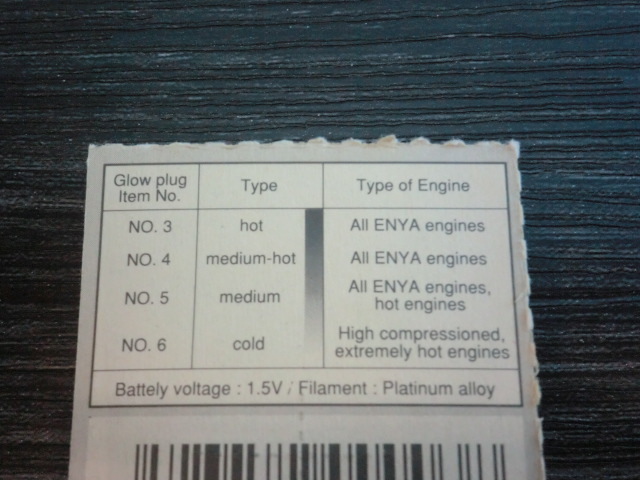 Glow plug Item No. Type Type of Engine
NO. 3 hot All ENYA engines
NO. 4 medium-hot All ENYA engines
NO. 5 medium All ENYA engines, hot engines
NO. 6 cold High compressioned, extremely hot engines
Battely voltage : 1.5V / Filament : Platinum alloy